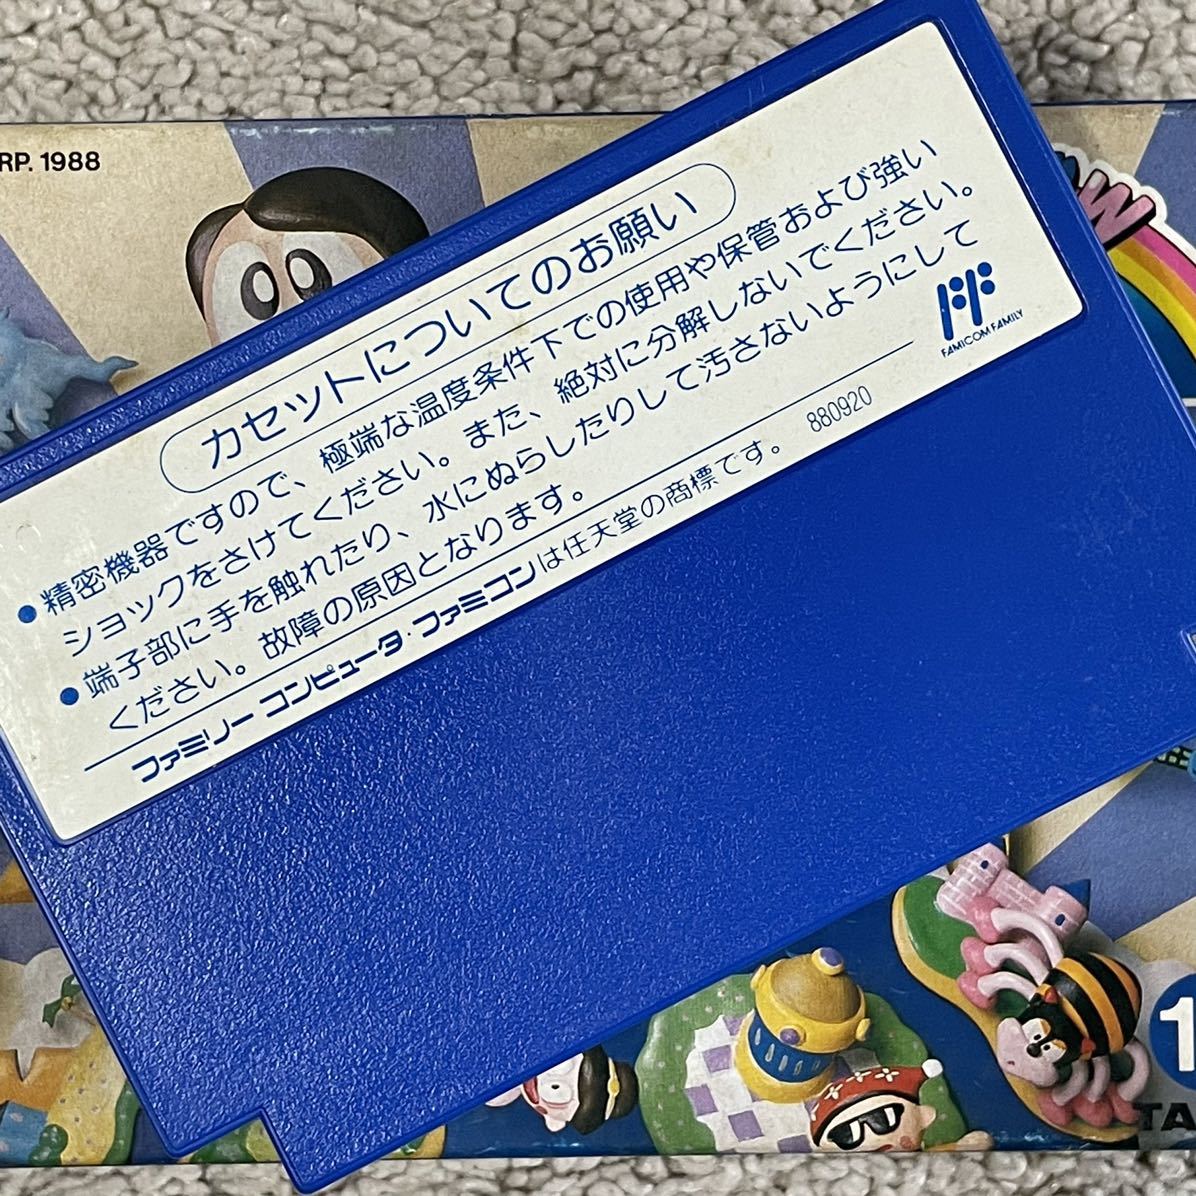 RP. 1988
カセットについてのお願い
●精密機器ですので、極端な温度条件下での使用や保管および強い
ショックをさけてください。また、絶対に分解しないでください。
●端子部に手を触れたり、水にぬらしたりして汚さないようにして
ください。故障の原因となります。
ファミリー コンピュータ・ファミコンは任天堂の商標です。 880920
FAMICOM FAMILY
1
TA